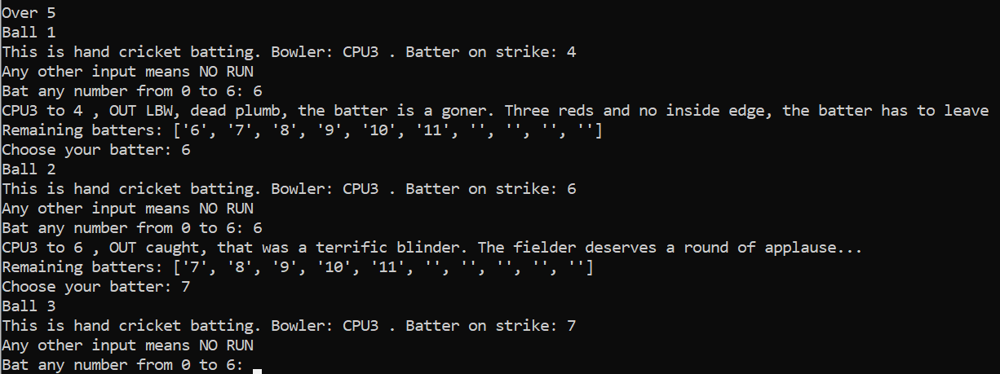 Over 5
Ball 1
This is hand cricket batting. Bowler: CPU3 . Batter on strike: 4
Any other input means NO RUN
Bat any number from 0 to 6: 6
CPU3 to 4 , OUT LBW, dead plumb, the batter is a goner. Three reds and no inside edge, the batter has to leave
Remaining batters: ['6', '7', '8', '9', '10', '11', '', '', '', '']
Choose your batter: 6
Ball 2
This is hand cricket batting. Bowler: CPU3 . Batter on strike: 6
Any other input means NO RUN
Bat any number from 0 to 6: 6
CPU3 to 6 , OUT caught, that was a terrific blinder. The fielder deserves a round of applause...
Remaining batters: ['7', '8', '9', '10', '11', '', '', '', '', '']
Choose your batter: 7
Ball 3
This is hand cricket batting. Bowler: CPU3 . Batter on strike: 7
Any other input means NO RUN
Bat any number from 0 to 6: